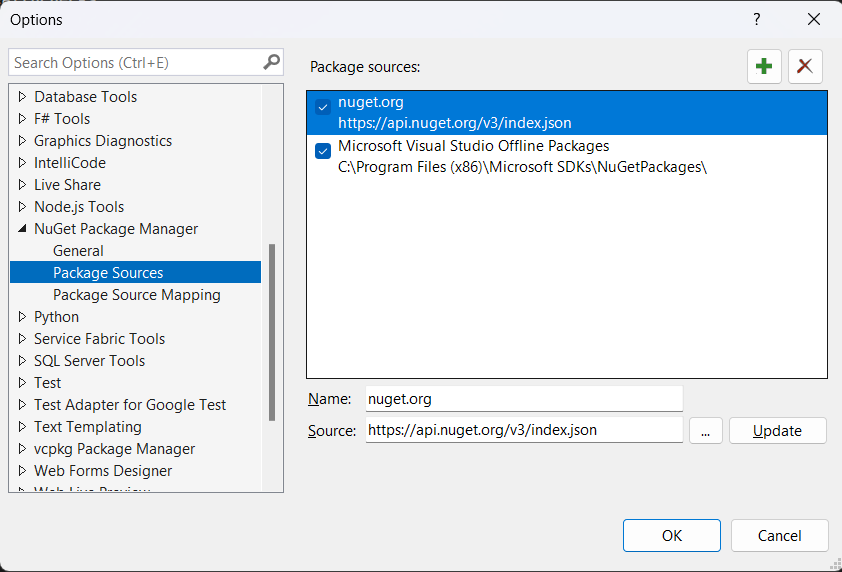 Options
?
Search Options (Ctrl+E)
Database Tools
F# Tools
Graphics Diagnostics
IntelliCode
Live Share
Node.js Tools
NuGet Package Manager
General
Package Sources
Package Source Mapping
Python
Service Fabric Tools
SQL Server Tools
Test
Test Adapter for Google Test
Text Templating
vcpkg Package Manager
Web Forms Designer
Web Live Preview
Package sources:
nuget.org
https://api.nuget.org/v3/index.json
Microsoft Visual Studio Offline Packages
C:\Program Files (x86)\Microsoft SDKs\NuGetPackages\
Name: nuget.org
Source: https://api.nuget.org/v3/index.json ... Update
OK Cancel